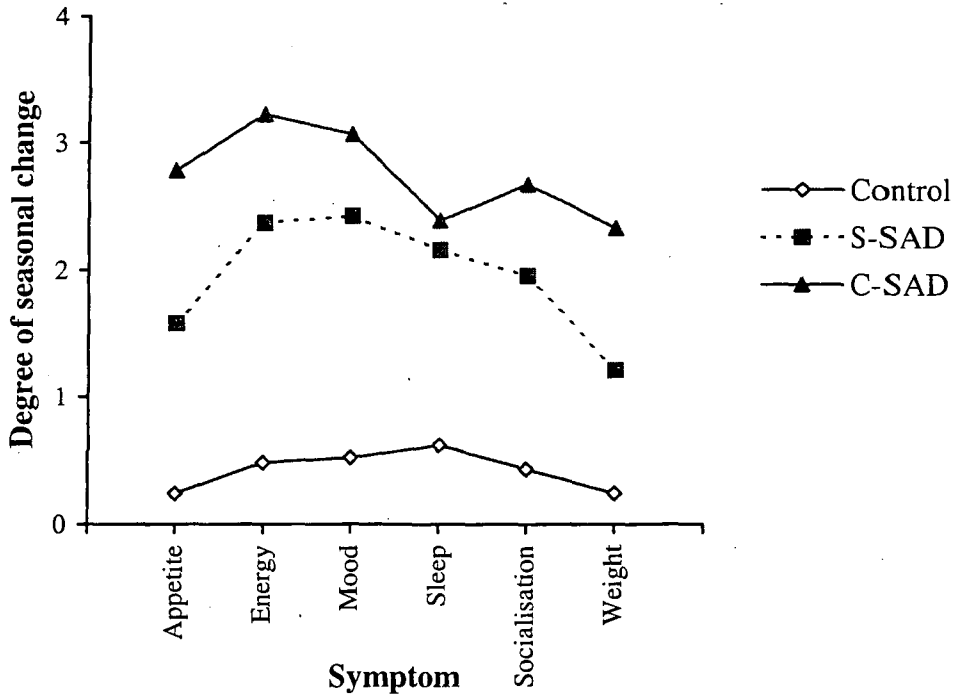 4
3
2
1
0
Degree of seasonal change
Appetite
Energy
Mood
Sleep
Socialisation
Weight
Symptom
Control
S-SAD
C-SAD